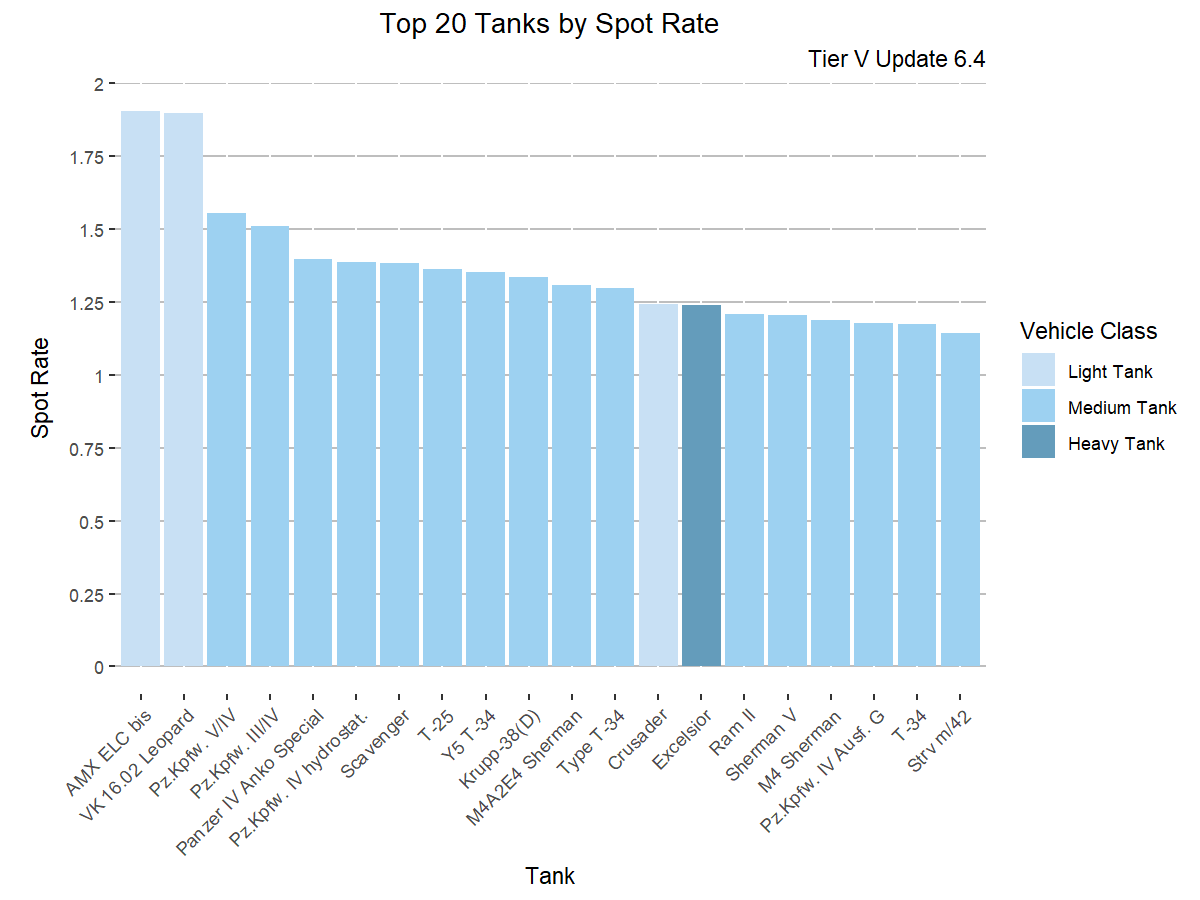 Top 20 Tanks by Spot Rate
Tier V Update 6.4
2
1.75
1.5
1.25
1
0.75
0.5
0.25
0
Spot Rate
AMX ELC bis
VK 16.02 Leopard
Pz.Kpfw. V/IV
Pz.Kpfw. III/IV
Panzer IV Anko Special
Pz.Kpfw. IV hydrostat.
Scavenger
T-25
Y5 T-34
Krupp-38(D)
M4A2E4 Sherman
Type T-34
Crusader
Excelsior
Ram II
Sherman V
M4 Sherman
Pz.Kpfw. IV Ausf. G
T-34
Strv m/42
Tank
Vehicle Class
Light Tank
Medium Tank
Heavy Tank